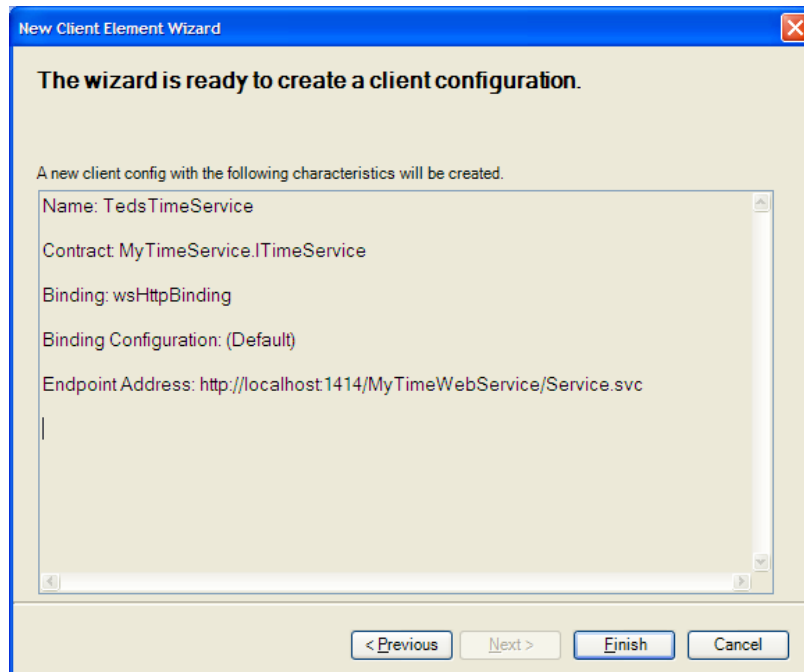 New Client Element Wizard
The wizard is ready to create a client configuration.
A new client config with the following characteristics will be created.
Name: TedsTimeService
Contract: MyTimeService.ITimeService
Binding: wsHttpBinding
Binding Configuration: (Default)
Endpoint Address: http://localhost:1414/MyTimeWebService/Service.svc
< Previous Next > Finish Cancel